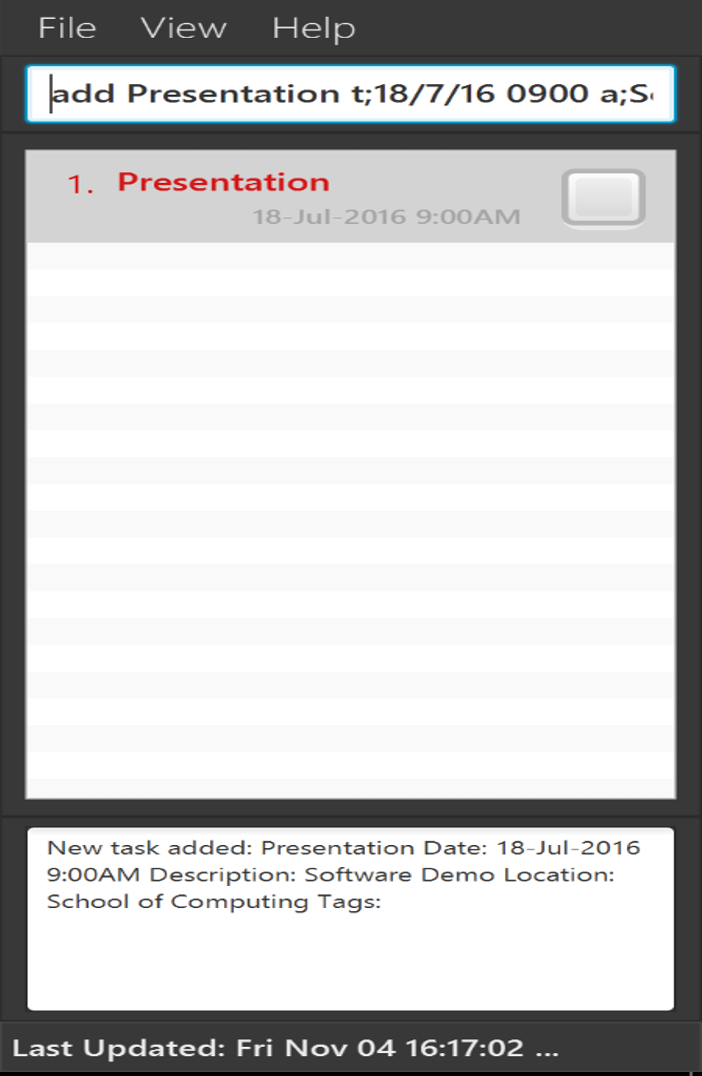 File View Help
add Presentation t;18/7/16 0900 a;S
1. Presentation
18-Jul-2016 9:00AM
New task added: Presentation Date: 18-Jul-2016
9:00AM Description: Software Demo Location:
School of Computing Tags:
Last Updated: Fri Nov 04 16:17:02 ...